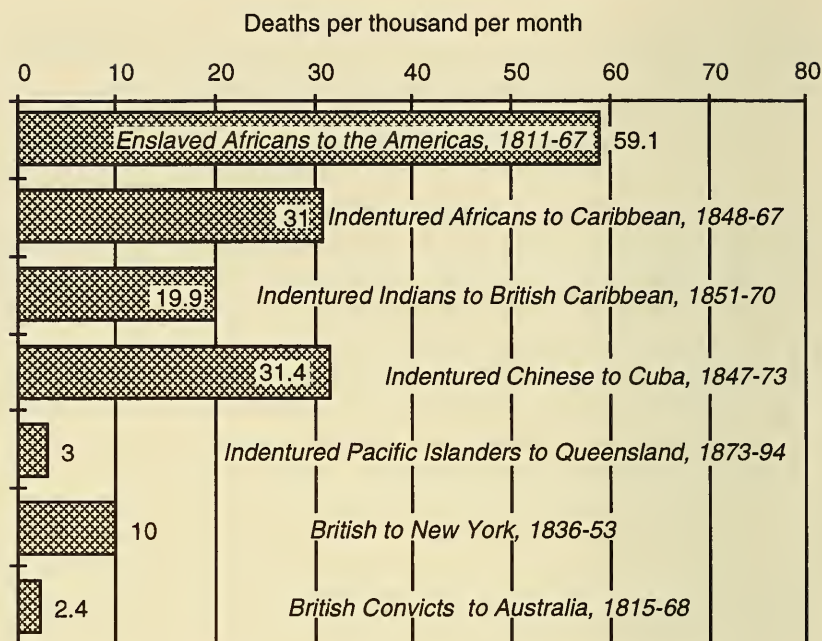 Deaths per thousand per month
0 10 20 30 40 50 60 70 80
Enslaved Africans to the Americas, 1811-67 59.1
31 Indentured Africans to Caribbean, 1848-67
19.9 Indentured Indians to British Caribbean, 1851-70
31.4 Indentured Chinese to Cuba, 1847-73
3 Indentured Pacific Islanders to Queensland, 1873-94
10 British to New York, 1836-53
2.4 British Convicts to Australia, 1815-68